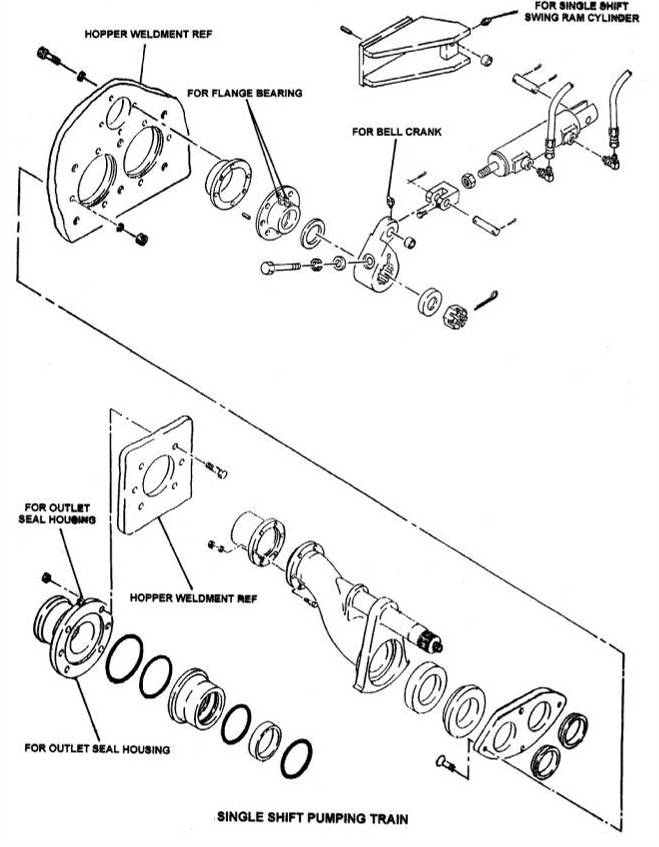 FOR SINGLE SHIFT
SWING RAM CYLINDER
HOPPER WELDMENT REF
FOR FLANGE BEARING
FOR BELL CRANK
FOR OUTLET
SEAL HOUSING
HOPPER WELDMENT REF
FOR OUTLET SEAL HOUSING
SINGLE SHIFT PUMPING TRAIN